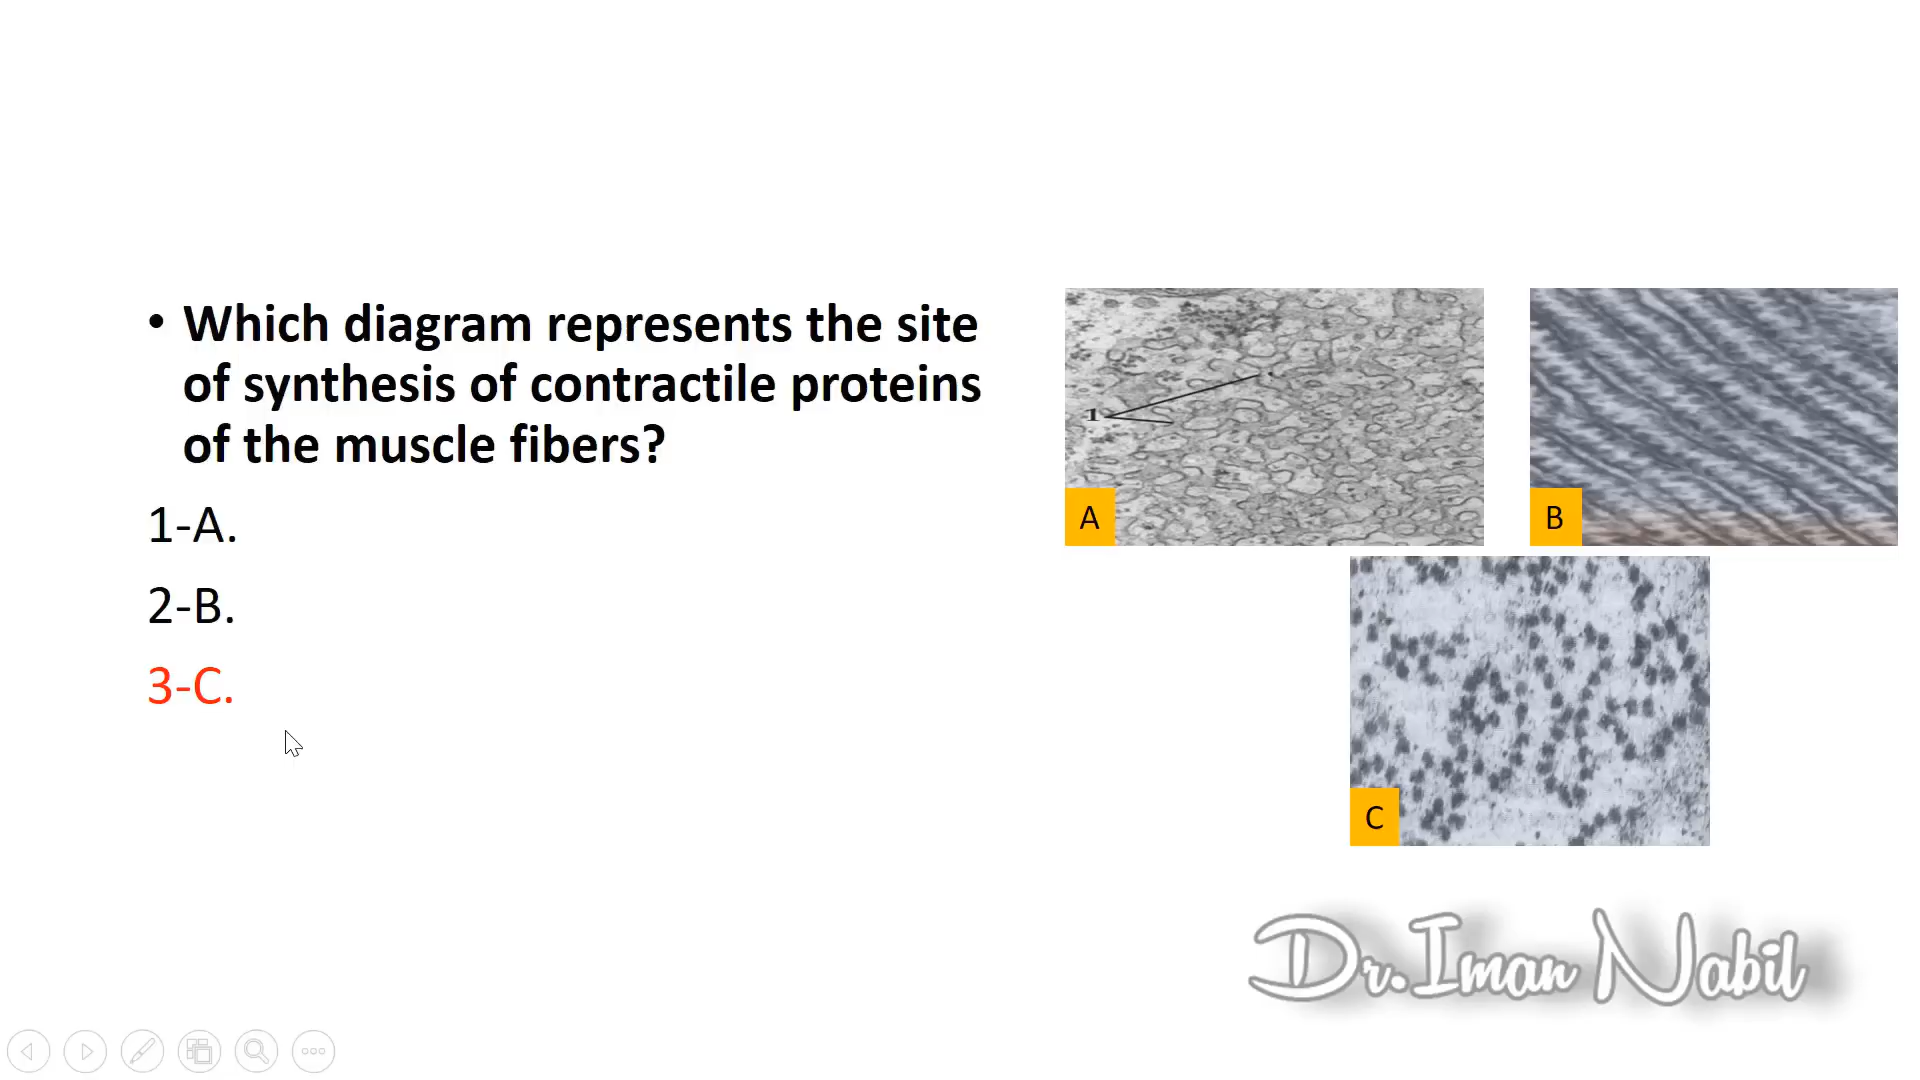 • Which diagram represents the site
of synthesis of contractile proteins
of the muscle fibers?
1-A.
2-B.
3-C.
1
A
B
C
Dr.Iman Nabil